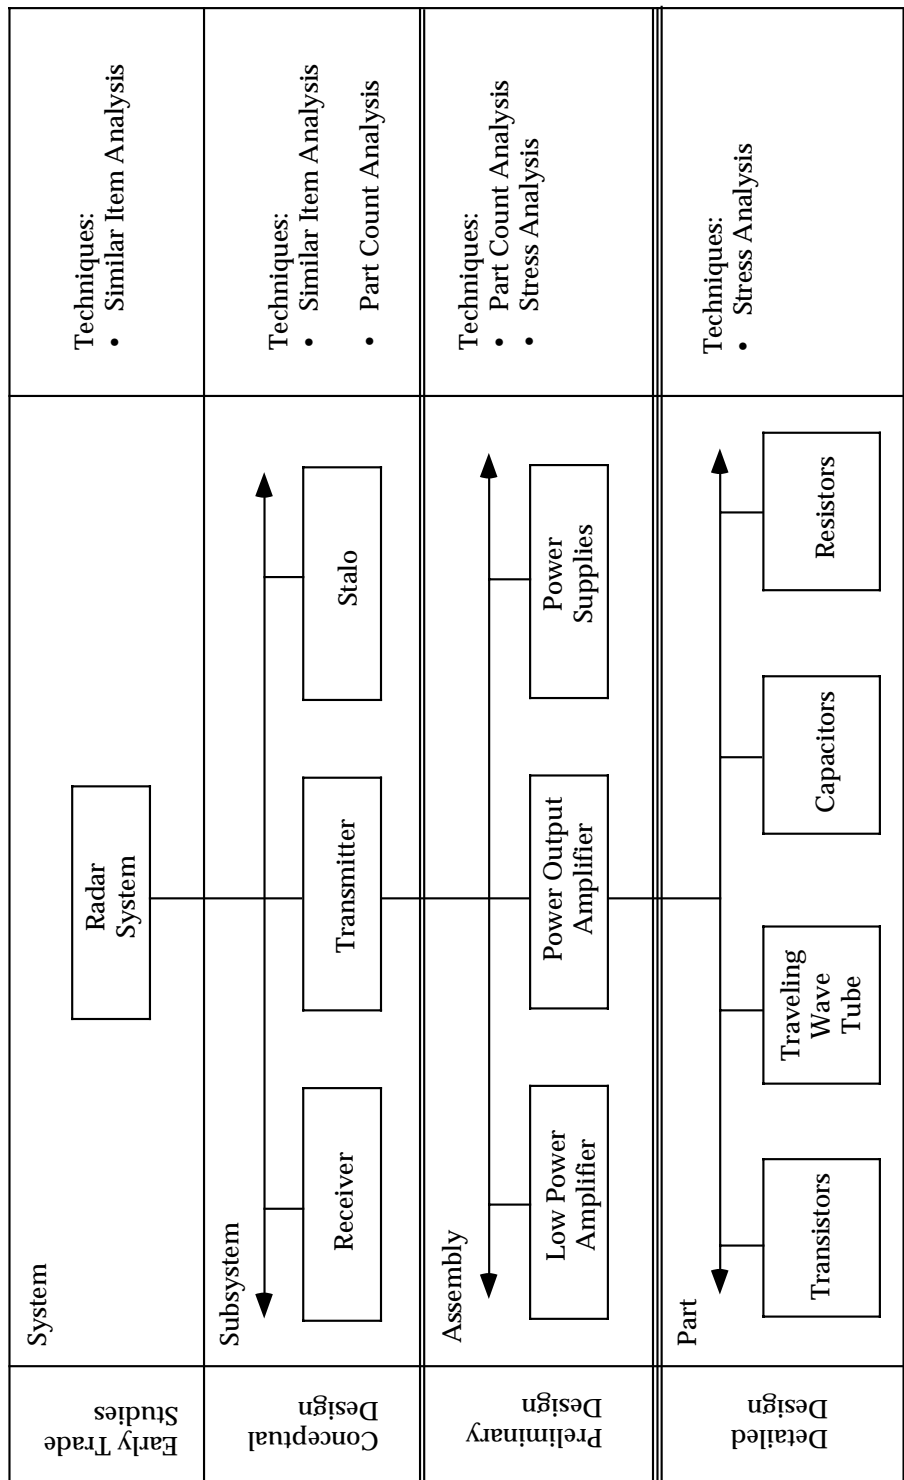 Early Trade
Studies
System
Radar
System
Techniques:
• Similar Item Analysis
Conceptual
Design
Subsystem
Receiver
Transmitter
Stalo
Techniques:
• Similar Item Analysis
• Part Count Analysis
Preliminary
Design
Assembly
Low Power
Amplifier
Power Output
Amplifier
Power
Supplies
Techniques:
• Part Count Analysis
• Stress Analysis
Detailed
Design
Part
Transistors
Traveling
Wave
Tube
Capacitors
Resistors
Techniques:
• Stress Analysis